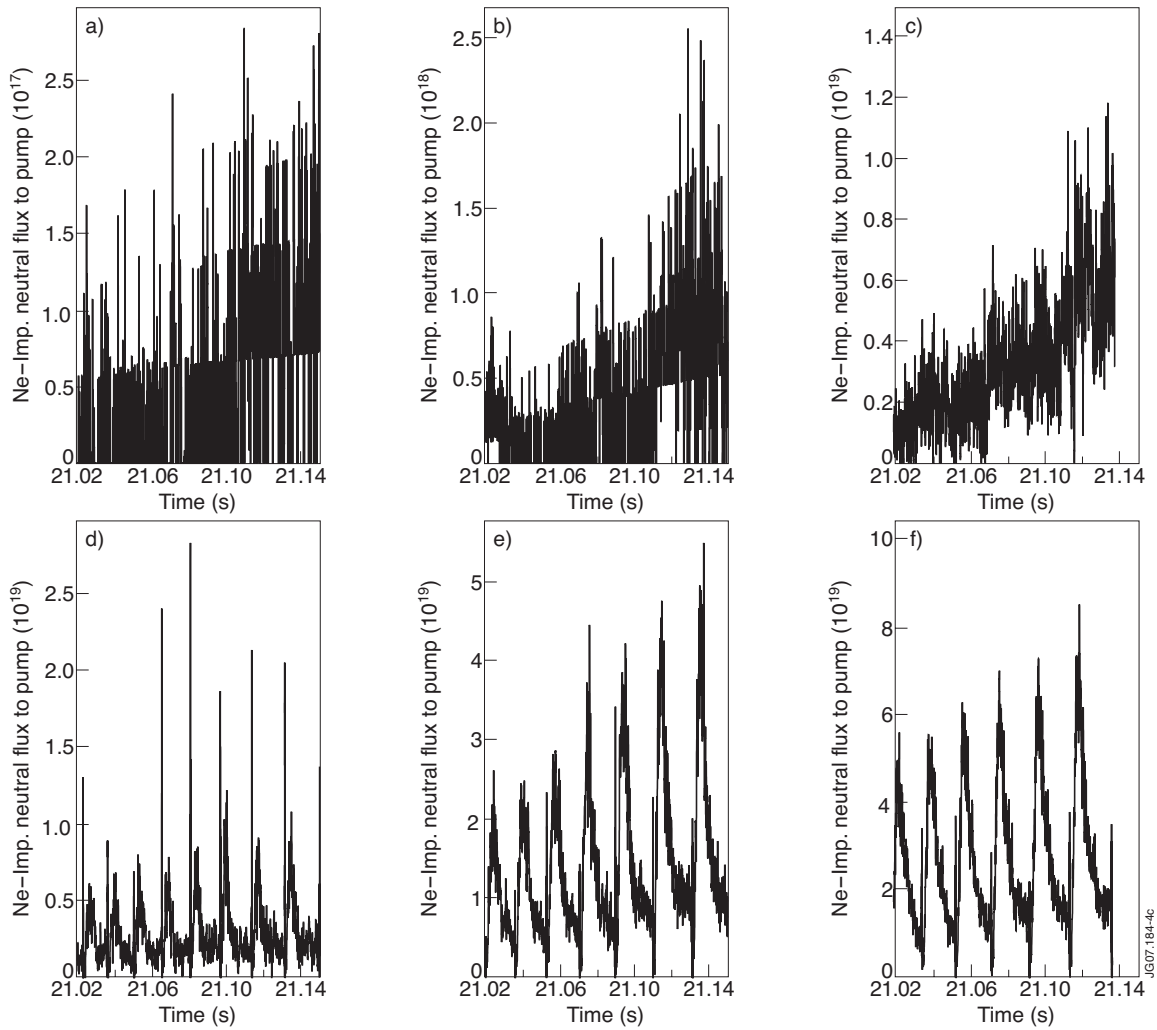 a)
Ne–Imp. neutral flux to pump (10¹⁷)
2.5
2.0
1.5
1.0
0.5
0
21.02 21.06 21.10 21.14
Time (s)
b)
Ne–Imp. neutral flux to pump (10¹⁸)
2.5
2.0
1.5
1.0
0.5
0
21.02 21.06 21.10 21.14
Time (s)
c)
Ne–Imp. neutral flux to pump (10¹⁹)
1.4
1.2
1.0
0.8
0.6
0.4
0.2
0
21.02 21.06 21.10 21.14
Time (s)
d)
Ne–Imp. neutral flux to pump (10¹⁹)
2.5
2.0
1.5
1.0
0.5
0
21.02 21.06 21.10 21.14
Time (s)
e)
Ne–Imp. neutral flux to pump (10¹⁹)
5
4
3
2
1
0
21.02 21.06 21.10 21.14
Time (s)
f)
Ne–Imp. neutral flux to pump (10¹⁹)
10
8
6
4
2
0
21.02 21.06 21.10 21.14
Time (s)
JG07.184-4c